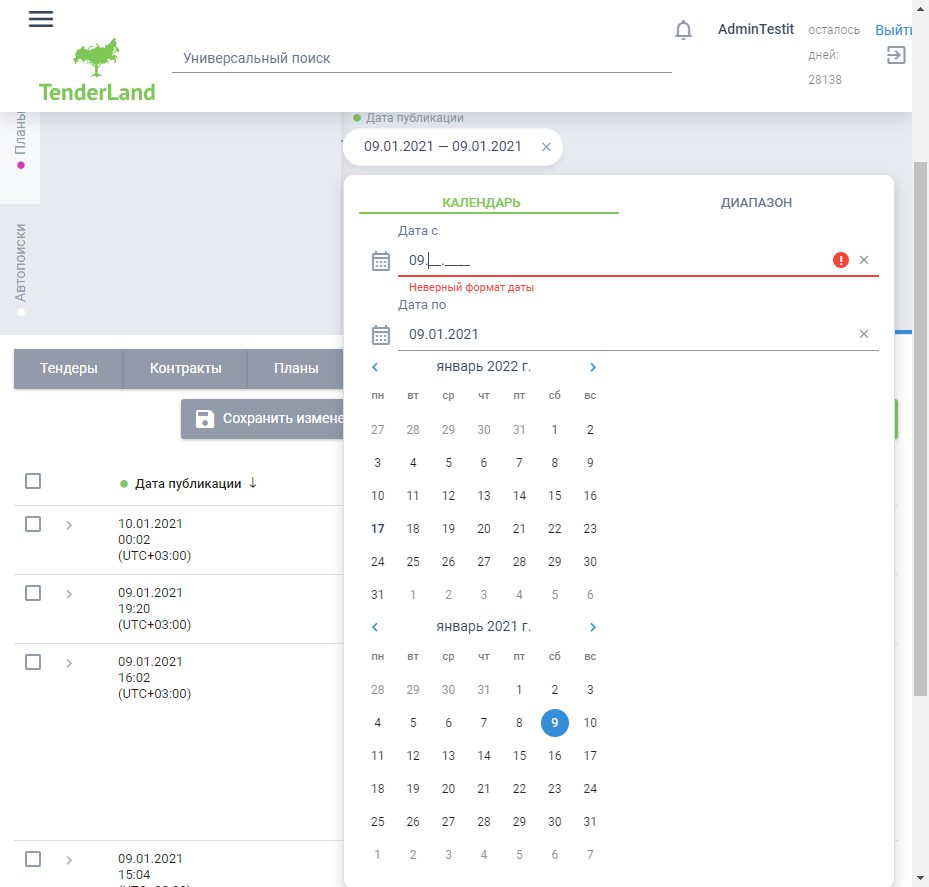 AdminTestit
осталось
дней:
28138
Выйти
TenderLand
Универсальный поиск
Планы
Автопоиски
Дата публикации
09.01.2021 — 09.01.2021
КАЛЕНДАРЬ ДИАПАЗОН
Дата с
09.__.____
Неверный формат даты
Дата по
09.01.2021
январь 2022 г.
пн вт ср чт пт сб вс
27 28 29 30 31 1 2
3 4 5 6 7 8 9
10 11 12 13 14 15 16
17 18 19 20 21 22 23
24 25 26 27 28 29 30
31 1 2 3 4 5 6
январь 2021 г.
пн вт ср чт пт сб вс
28 29 30 31 1 2 3
4 5 6 7 8 9 10
11 12 13 14 15 16 17
18 19 20 21 22 23 24
25 26 27 28 29 30 31
1 2 3 4 5 6 7
Тендеры Контракты Планы
Сохранить измене
Дата публикации ↓
10.01.2021
00:02
(UTC+03:00)
09.01.2021
19:20
(UTC+03:00)
09.01.2021
16:02
(UTC+03:00)
09.01.2021
15:04